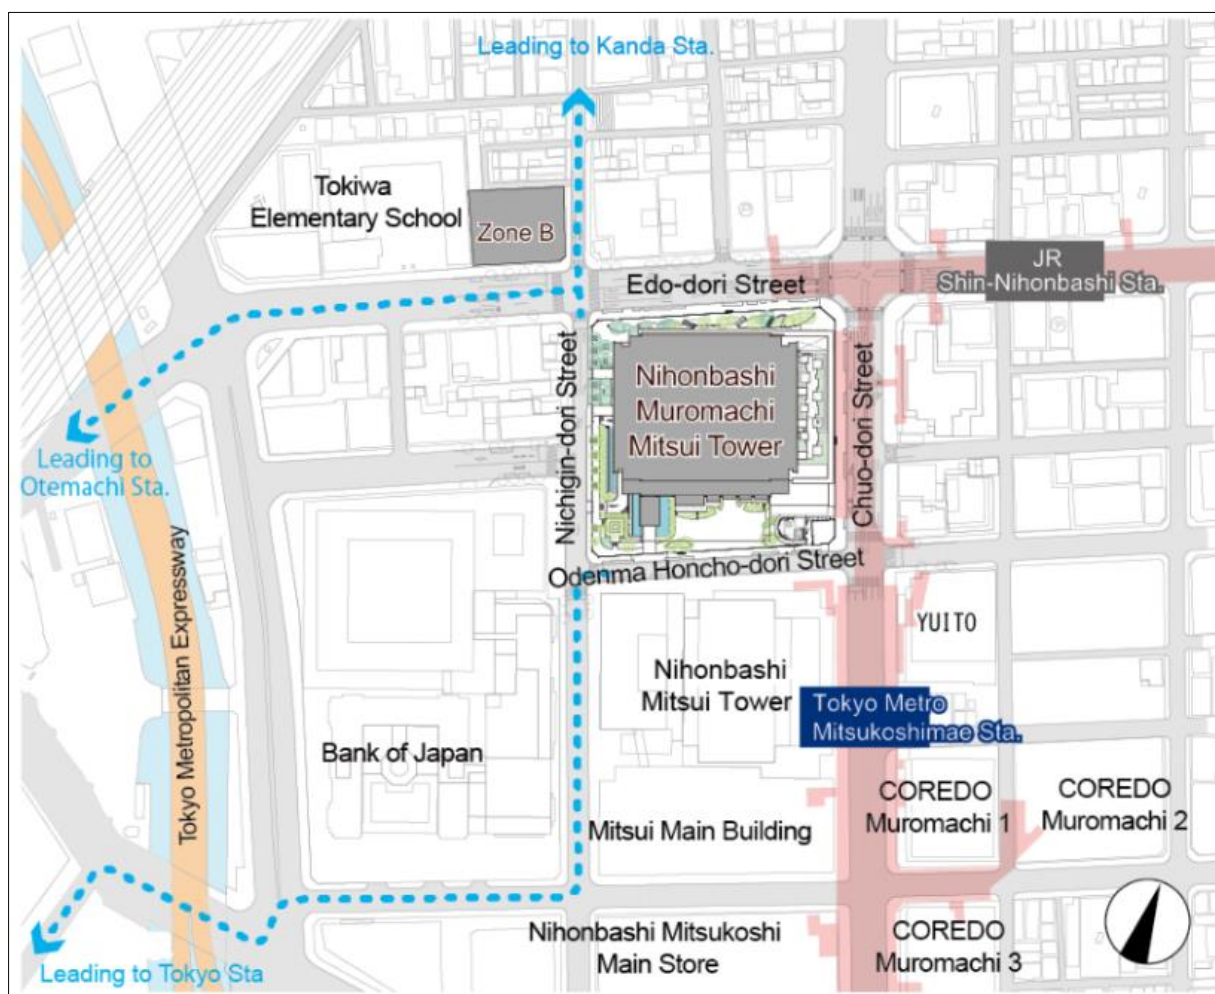 Leading to Kanda Sta.
Tokiwa
Elementary School
Zone B
JR
Shin-Nihonbashi Sta.
Edo-dori Street
Nichigin-dori Street
Nihonbashi
Muromachi
Mitsui Tower
Chuo-dori Street
Leading to
Otemachi Sta.
Odenma Honcho-dori Street
Tokyo Metropolitan Expressway
YUITO
Nihonbashi
Mitsui Tower
Tokyo Metro
Mitsukoshimae Sta.
Bank of Japan
Mitsui Main Building
COREDO
Muromachi 1
COREDO
Muromachi 2
Nihonbashi Mitsukoshi
Main Store
COREDO
Muromachi 3
Leading to Tokyo Sta